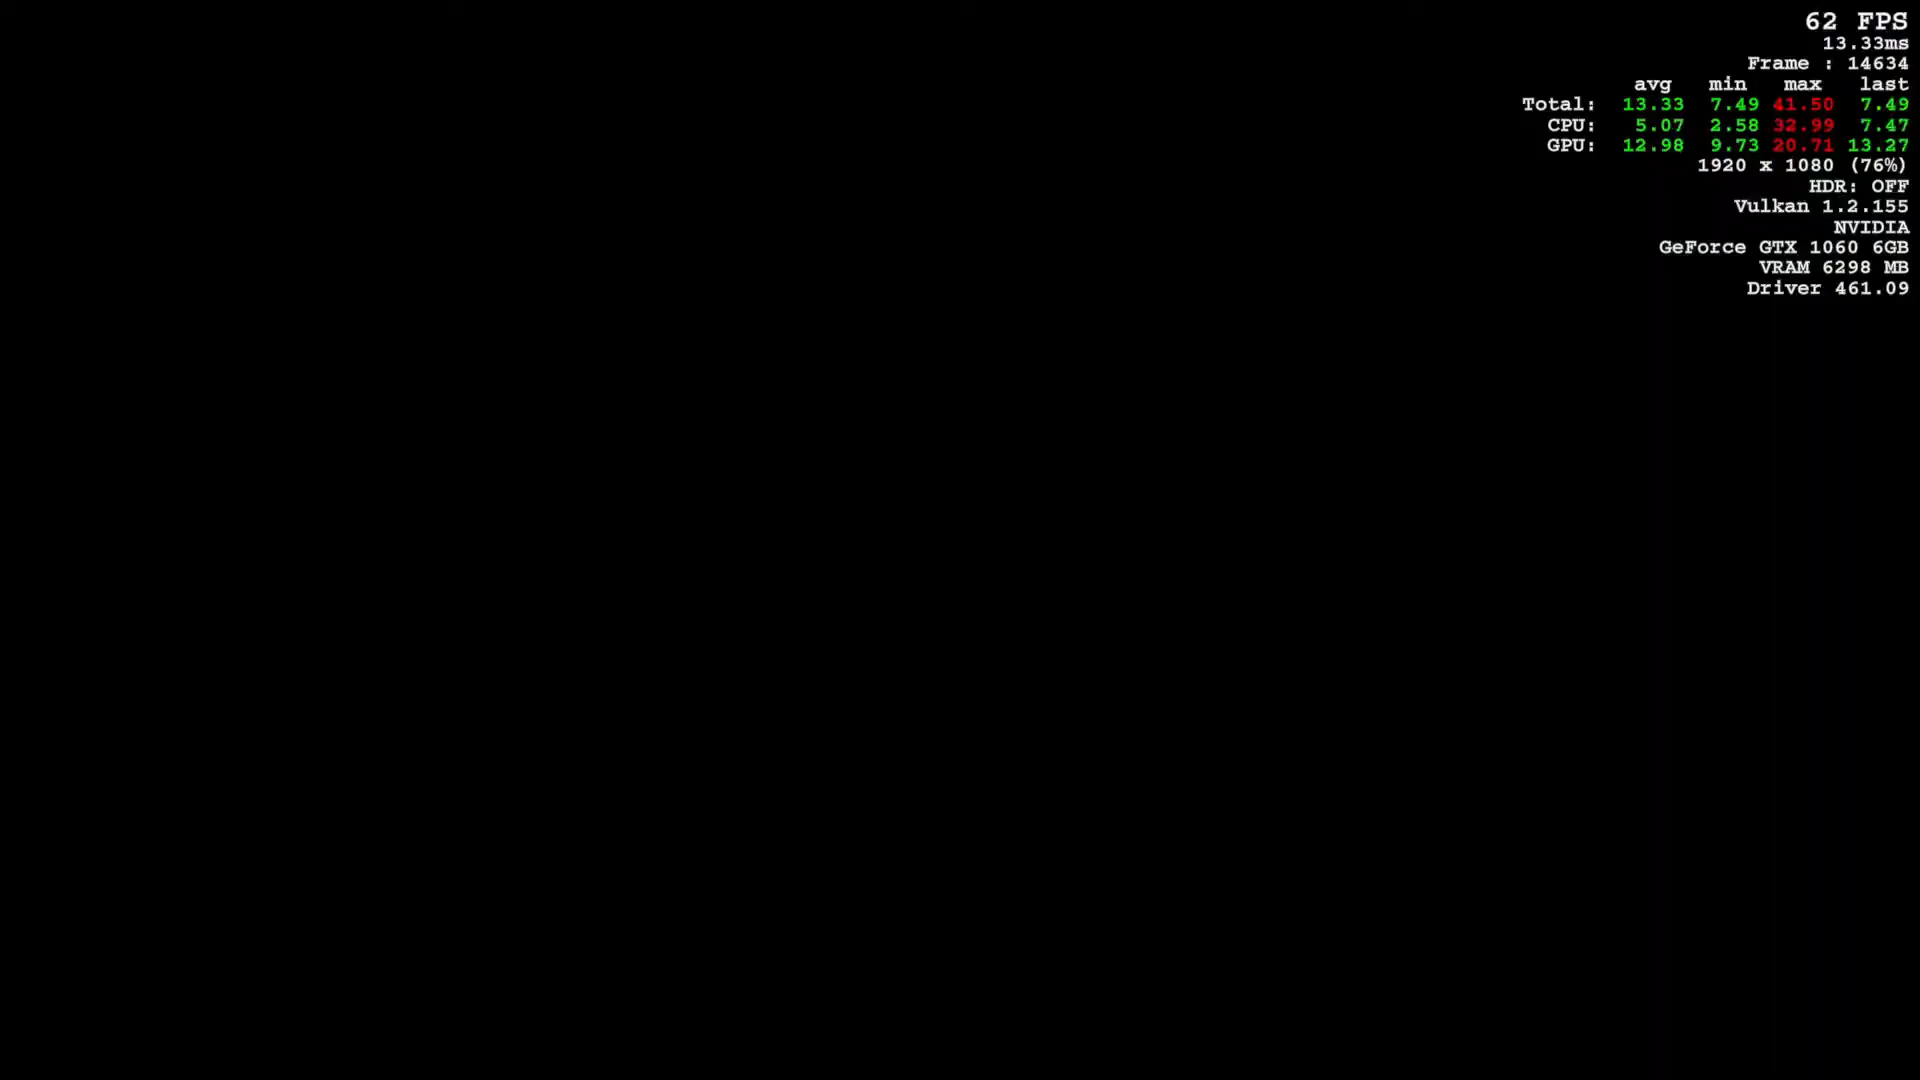 62 FPS
13.33ms
Frame : 14634
avg min max last
Total: 13.33 7.49 41.50 7.49
CPU: 5.07 2.58 32.99 7.47
GPU: 12.98 9.73 20.71 13.27
1920 x 1080 (76%)
HDR: OFF
Vulkan 1.2.155
NVIDIA
GeForce GTX 1060 6GB
VRAM 6298 MB
Driver 461.09